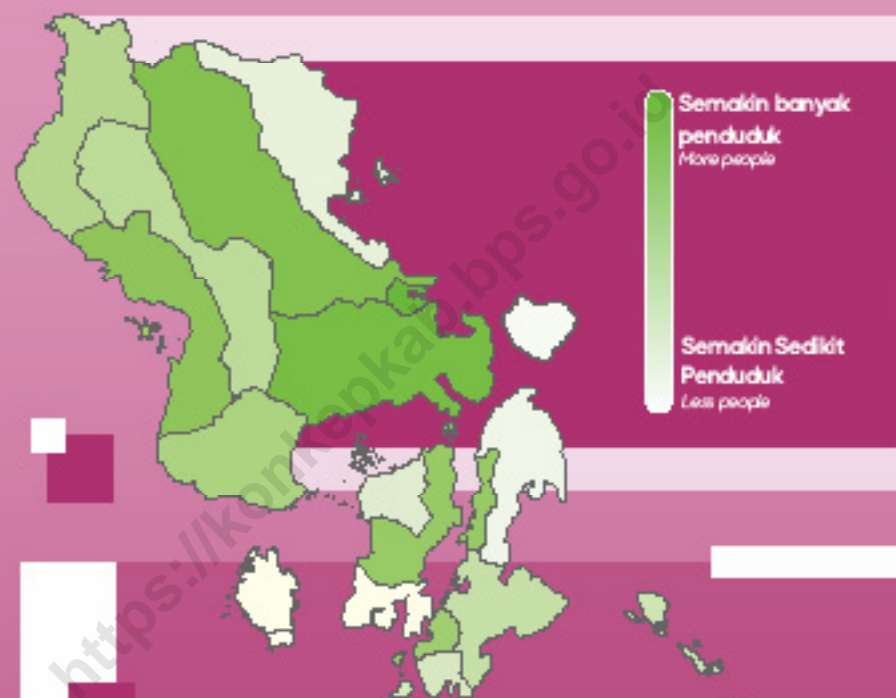 Semakin banyak
penduduk
More people
Semakin Sedikit
Penduduk
Less people
https://konkepkab.bps.go.id